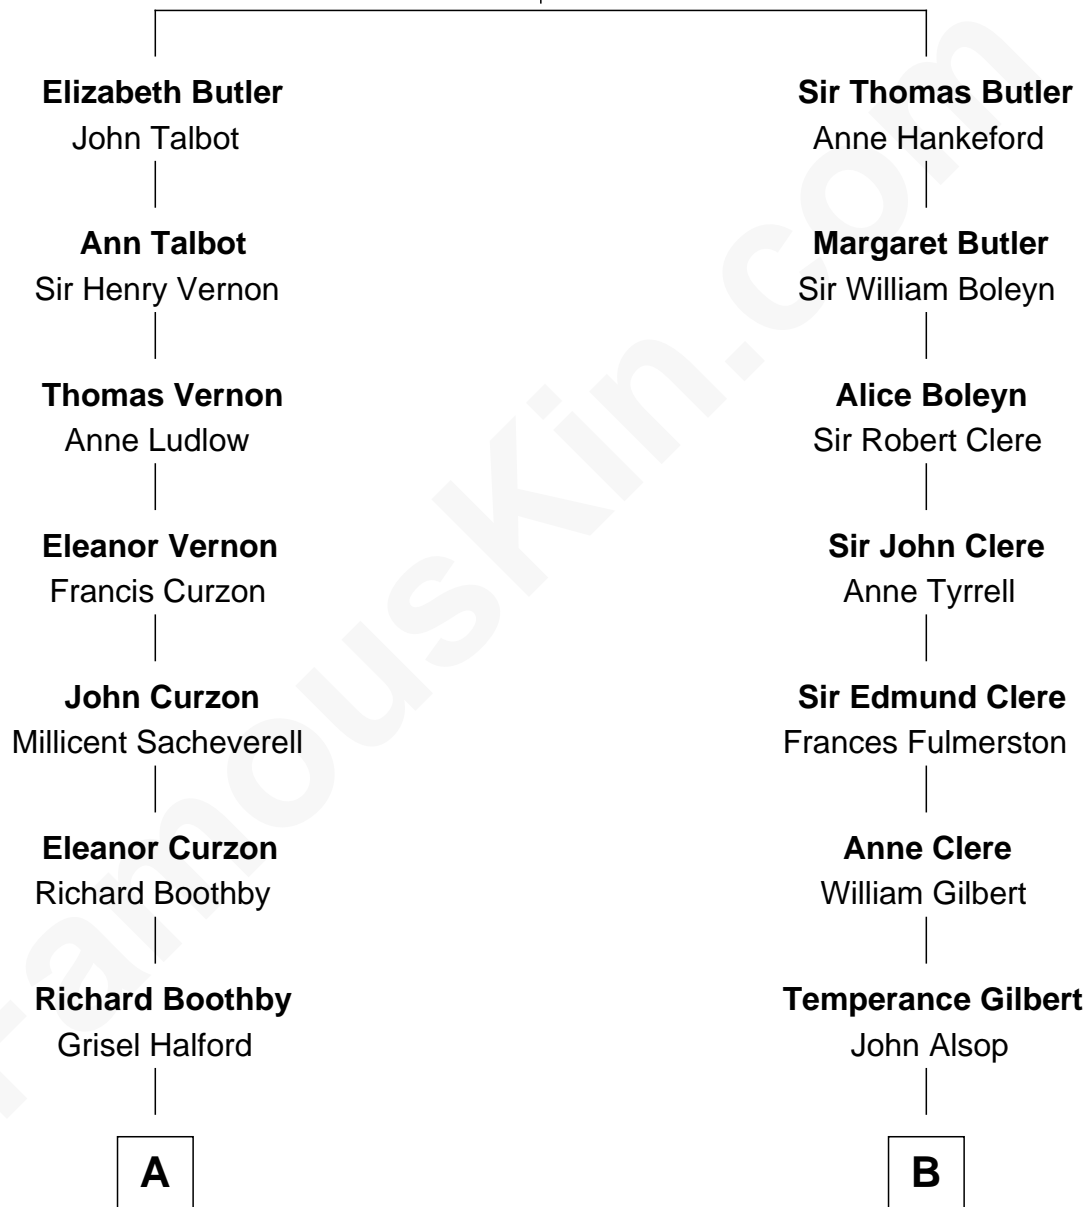 Elizabeth Butler
John Talbot
Ann Talbot
Sir Henry Vernon
Thomas Vernon
Anne Ludlow
Eleanor Vernon
Francis Curzon
John Curzon
Millicent Sacheverell
Eleanor Curzon
Richard Boothby
Richard Boothby
Grisel Halford
A
Sir Thomas Butler
Anne Hankeford
Margaret Butler
Sir William Boleyn
Alice Boleyn
Sir Robert Clere
Sir John Clere
Anne Tyrrell
Sir Edmund Clere
Frances Fulmerston
Anne Clere
William Gilbert
Temperance Gilbert
John Alsop
B
FamousKin.com